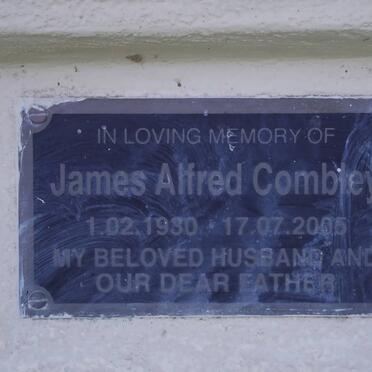 IN LOVING MEMORY OF
James Alfred Combley
1.02.1930 17.07.2005
MY BELOVED HUSBAND AND
OUR DEAR FATHER